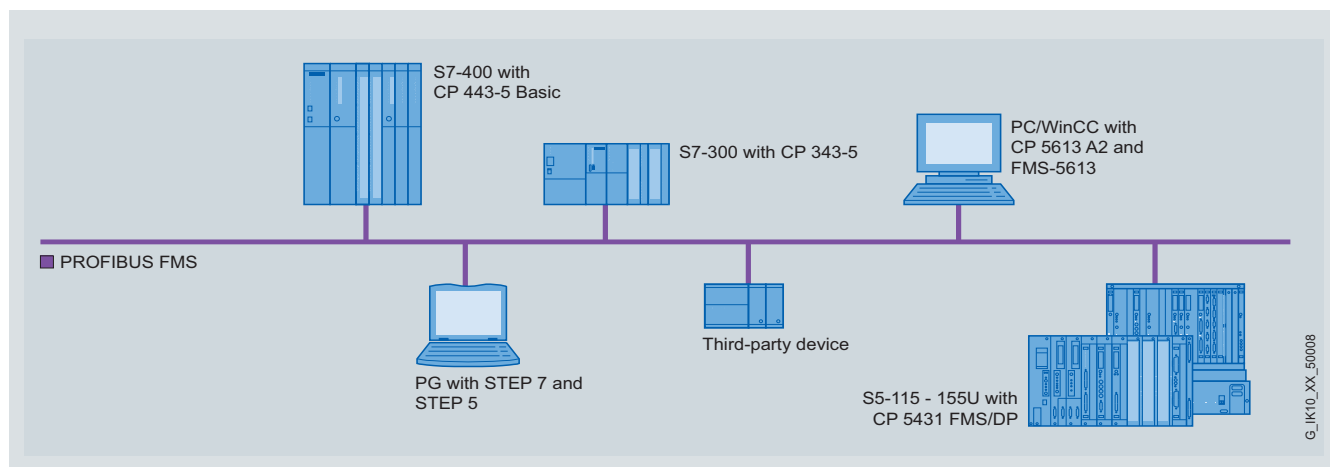 S7-400 with
CP 443-5 Basic
S7-300 with CP 343-5
PC/WinCC with
CP 5613 A2 and
FMS-5613
PROFIBUS FMS
PG with STEP 7 and
STEP 5
Third-party device
S5-115 - 155U with
CP 5431 FMS/DP
G_IK10_XX_50008